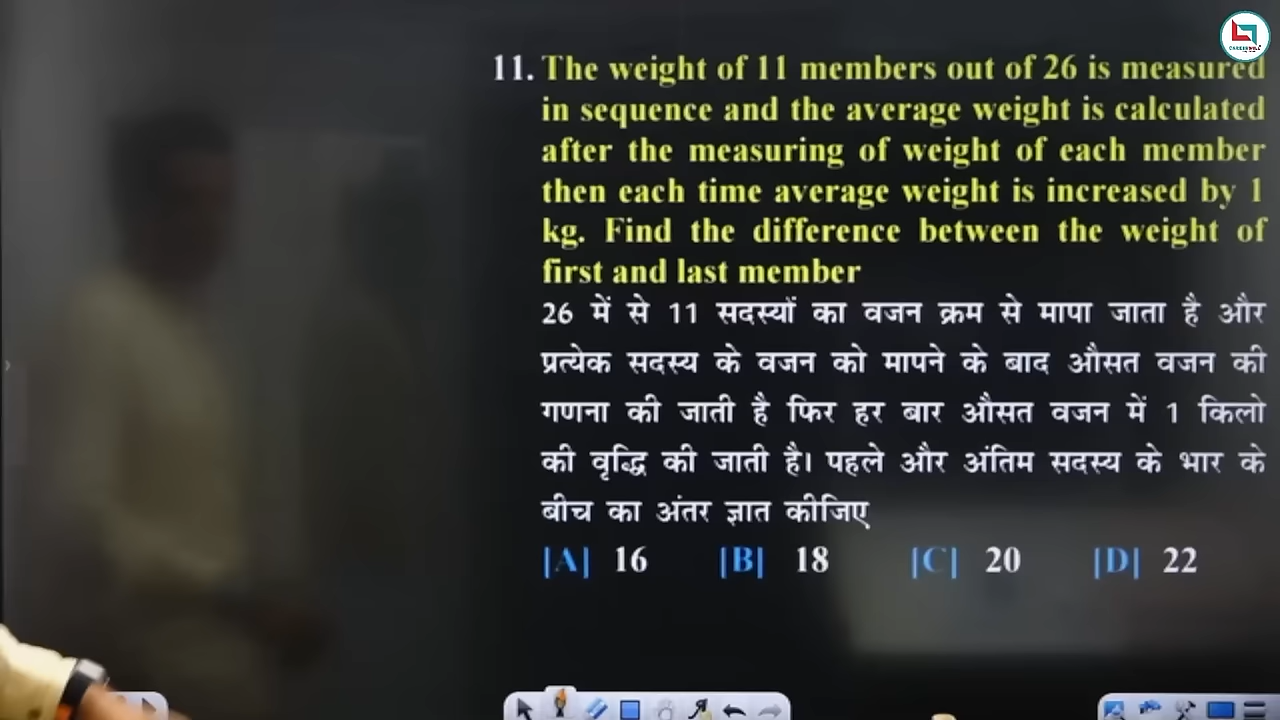 11. The weight of 11 members out of 26 is measured
in sequence and the average weight is calculated
after the measuring of weight of each member
then each time average weight is increased by 1
kg. Find the difference between the weight of
first and last member
26 में से 11 सदस्यों का वजन क्रम से मापा जाता है और
प्रत्येक सदस्य के वजन को मापने के बाद औसत वजन की
गणना की जाती है फिर हर बार औसत वजन में 1 किलो
की वृद्धि की जाती है। पहले और अंतिम सदस्य के भार के
बीच का अंतर ज्ञात कीजिए
[A] 16 [B] 18 [C] 20 [D] 22